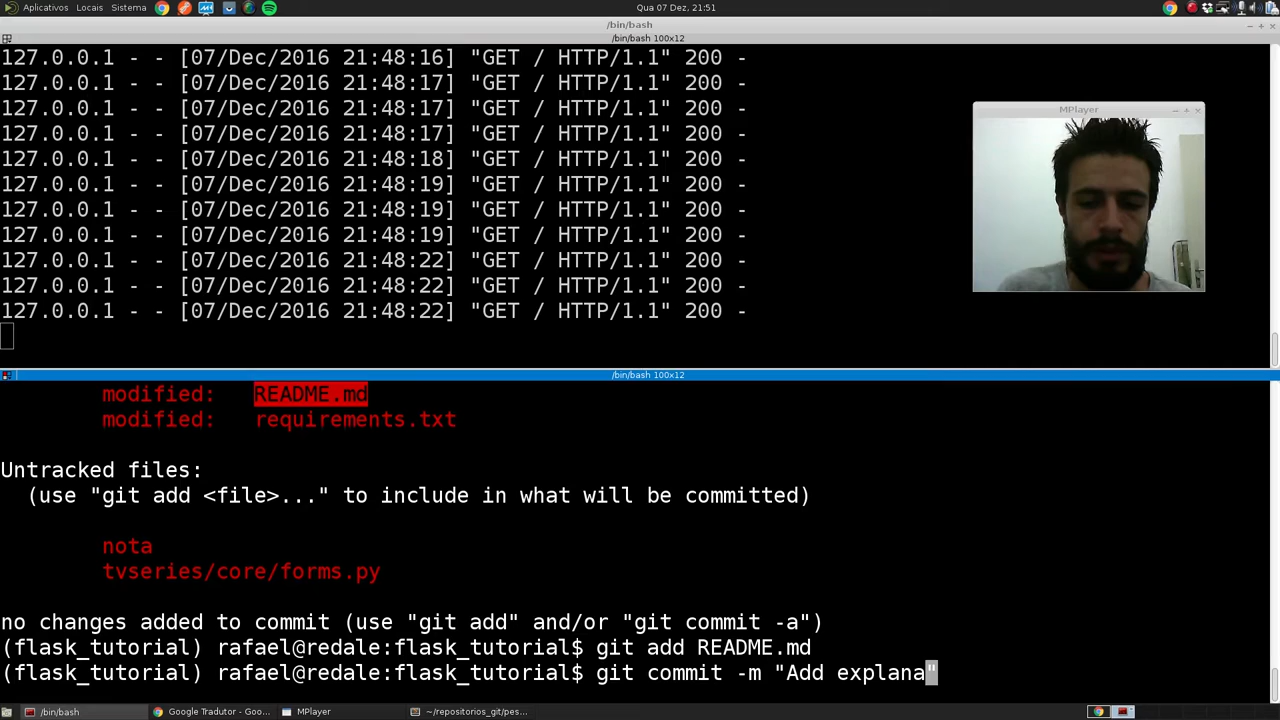 Aplicativos Locais Sistema Qua 07 Dez, 21:51
/bin/bash
/bin/bash 100x12
127.0.0.1 - - [07/Dec/2016 21:48:16] "GET / HTTP/1.1" 200 -
127.0.0.1 - - [07/Dec/2016 21:48:17] "GET / HTTP/1.1" 200 -
127.0.0.1 - - [07/Dec/2016 21:48:17] "GET / HTTP/1.1" 200 -
127.0.0.1 - - [07/Dec/2016 21:48:17] "GET / HTTP/1.1" 200 -
127.0.0.1 - - [07/Dec/2016 21:48:18] "GET / HTTP/1.1" 200 -
127.0.0.1 - - [07/Dec/2016 21:48:19] "GET / HTTP/1.1" 200 -
127.0.0.1 - - [07/Dec/2016 21:48:19] "GET / HTTP/1.1" 200 -
127.0.0.1 - - [07/Dec/2016 21:48:19] "GET / HTTP/1.1" 200 -
127.0.0.1 - - [07/Dec/2016 21:48:22] "GET / HTTP/1.1" 200 -
127.0.0.1 - - [07/Dec/2016 21:48:22] "GET / HTTP/1.1" 200 -
127.0.0.1 - - [07/Dec/2016 21:48:22] "GET / HTTP/1.1" 200 -
MPlayer
/bin/bash 100x12
modified: README.md
modified: requirements.txt
Untracked files:
(use "git add <file>..." to include in what will be committed)
nota
tvseries/core/forms.py
no changes added to commit (use "git add" and/or "git commit -a")
(flask_tutorial) rafael@redale:flask_tutorial$ git add README.md
(flask_tutorial) rafael@redale:flask_tutorial$ git commit -m "Add explana"
/bin/bash Google Tradutor - Goo... MPlayer ~/repositorios_git/pes...